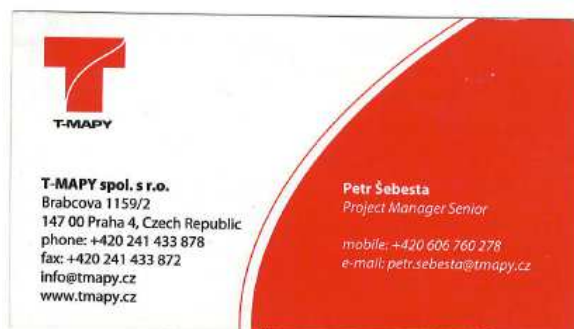 T-MAPY
T-MAPY spol. s r.o.
Brabcova 1159/2
147 00 Praha 4, Czech Republic
phone: +420 241 433 878
fax: +420 241 433 872
info@tmapy.cz
www.tmapy.cz
Petr Šebesta
Project Manager Senior
mobile: +420 606 760 278
e-mail: petr.sebesta@tmapy.cz